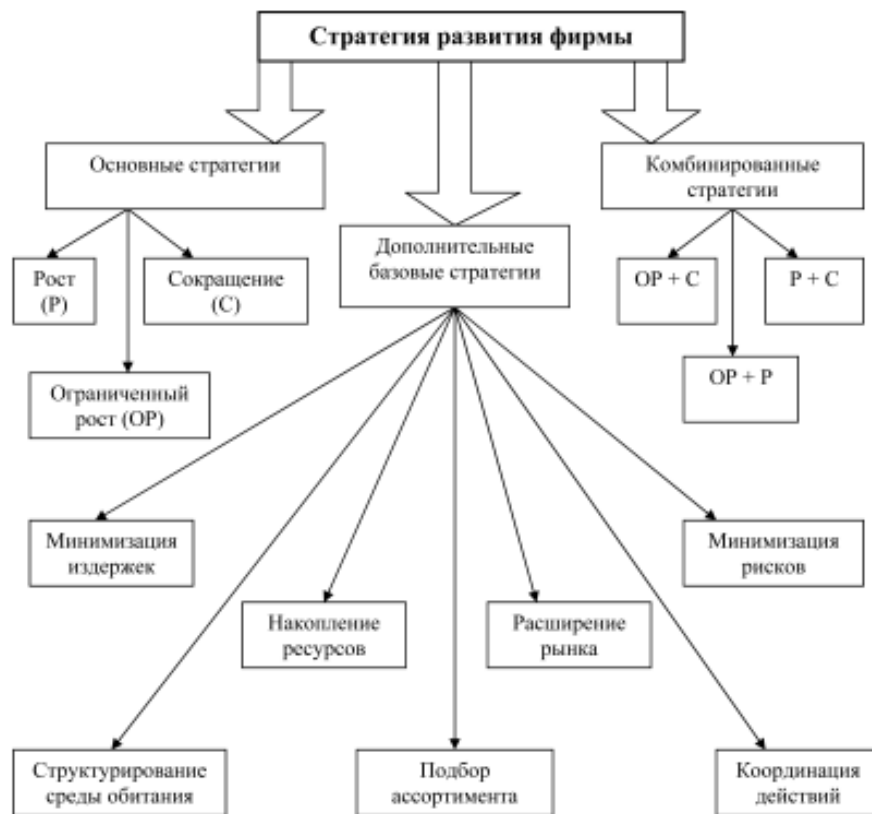 Стратегия развития фирмы
Основные стратегии
Комбинированные
стратегии
Дополнительные
базовые стратегии
Рост
(Р)
Сокращение
(С)
ОР + С
Р + С
Ограниченный
рост (ОР)
ОР + Р
Минимизация
издержек
Минимизация
рисков
Накопление
ресурсов
Расширение
рынка
Структурирование
среды обитания
Подбор
ассортимента
Координация
действий